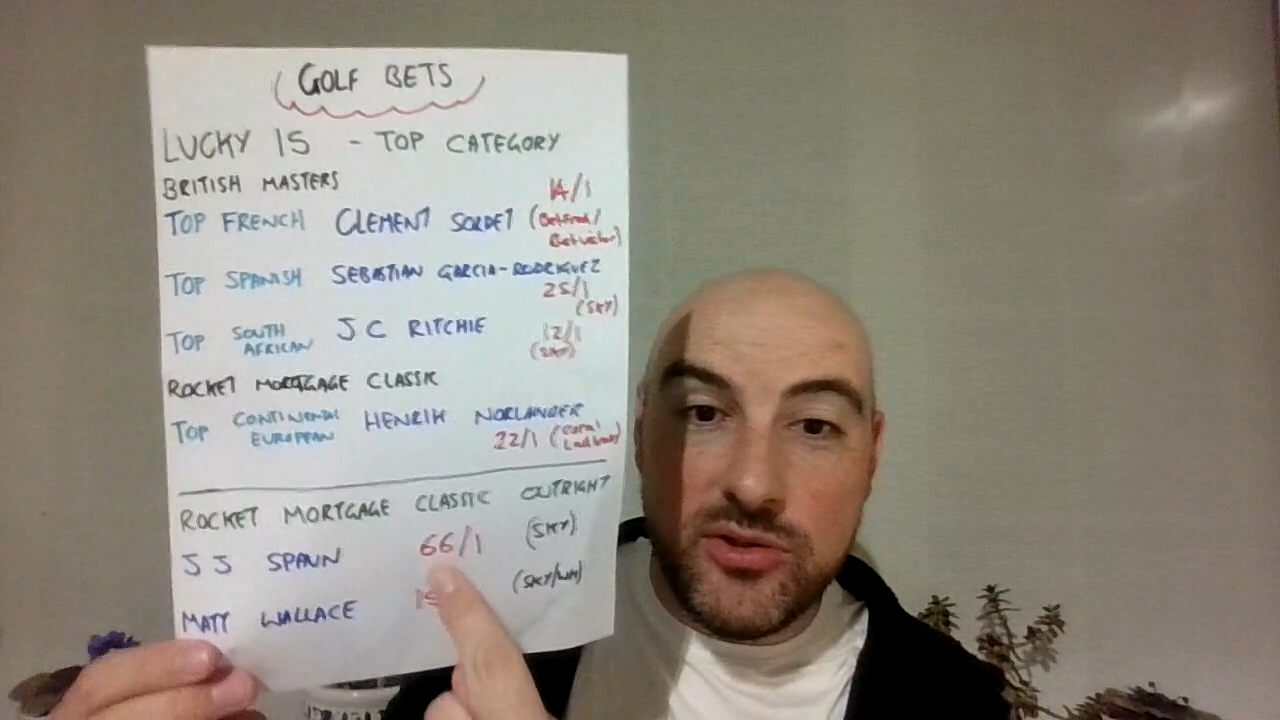 GOLF BETS
LUCKY 15 - TOP CATEGORY
BRITISH MASTERS
TOP FRENCH CLEMENT SORDET 14/1
(Betfred/
Betvictor)
TOP SPANISH SEBASTIAN GARCIA-RODRIGUEZ
25/1
(SKY)
TOP SOUTH AFRICAN J C RITCHIE 12/1
(SKY)
ROCKET MORTGAGE CLASSIC
TOP CONTINENTAL EUROPEAN HENRIK NORLANDER
22/1 (Coral Ladbrokes)
ROCKET MORTGAGE CLASSIC OUTRIGHT
J J SPAUN 66/1 (SKY)
MATT WALLACE (SKY/WH)